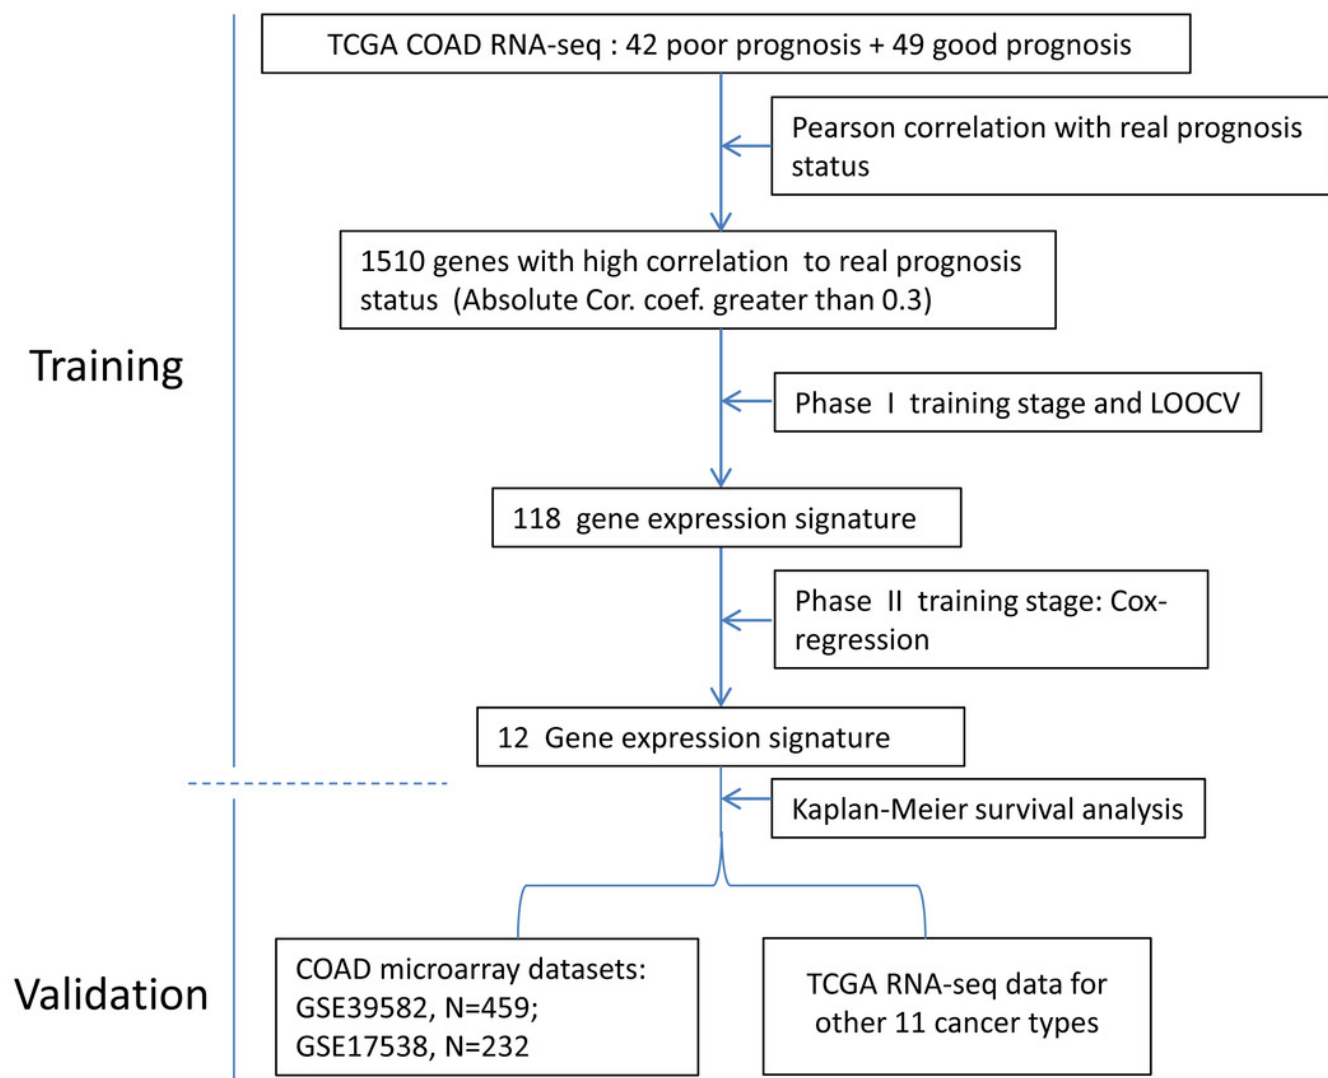 TCGA COAD RNA-seq : 42 poor prognosis + 49 good prognosis
Pearson correlation with real prognosis
status
1510 genes with high correlation to real prognosis
status (Absolute Cor. coef. greater than 0.3)
Training
Phase I training stage and LOOCV
118 gene expression signature
Phase II training stage: Cox-
regression
12 Gene expression signature
Kaplan-Meier survival analysis
Validation
COAD microarray datasets:
GSE39582, N=459;
GSE17538, N=232
TCGA RNA-seq data for
other 11 cancer types